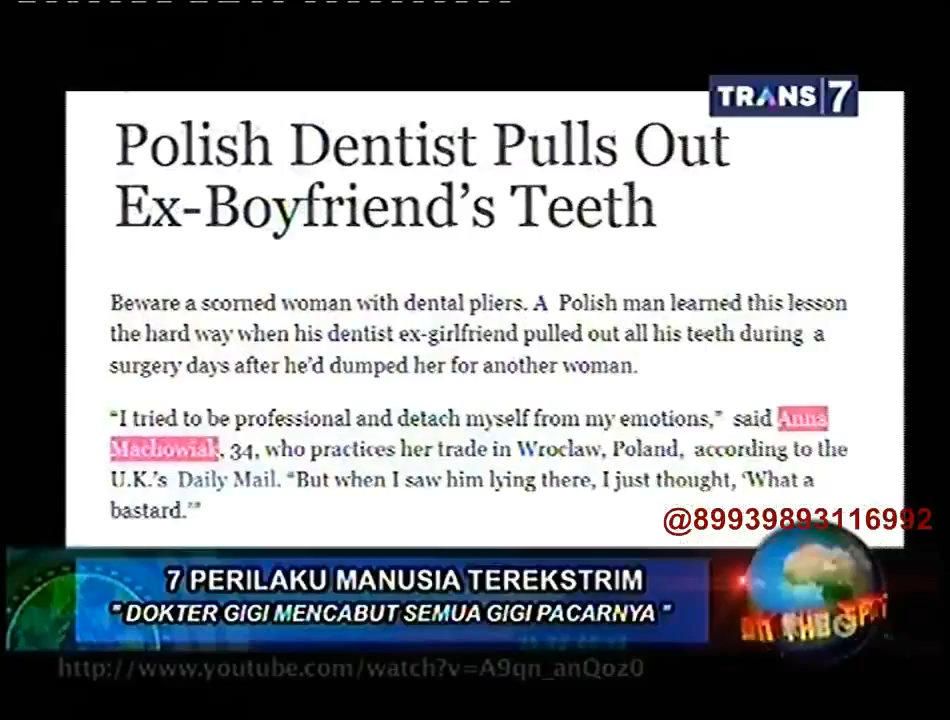 TRANS|7
Polish Dentist Pulls Out
Ex-Boyfriend's Teeth
Beware a scorned woman with dental pliers. A Polish man learned this lesson
the hard way when his dentist ex-girlfriend pulled out all his teeth during a
surgery days after he'd dumped her for another woman.
"I tried to be professional and detach myself from my emotions," said Anna
Machowiak, 34, who practices her trade in Wroclaw, Poland, according to the
U.K.'s Daily Mail. "But when I saw him lying there, I just thought, 'What a
bastard.'"
@89939893116992
7 PERILAKU MANUSIA TEREKSTRIM
" DOKTER GIGI MENCABUT SEMUA GIGI PACARNYA "
ON THE SPOT
http://www.youtube.com/watch?v=A9qn_anQoz0